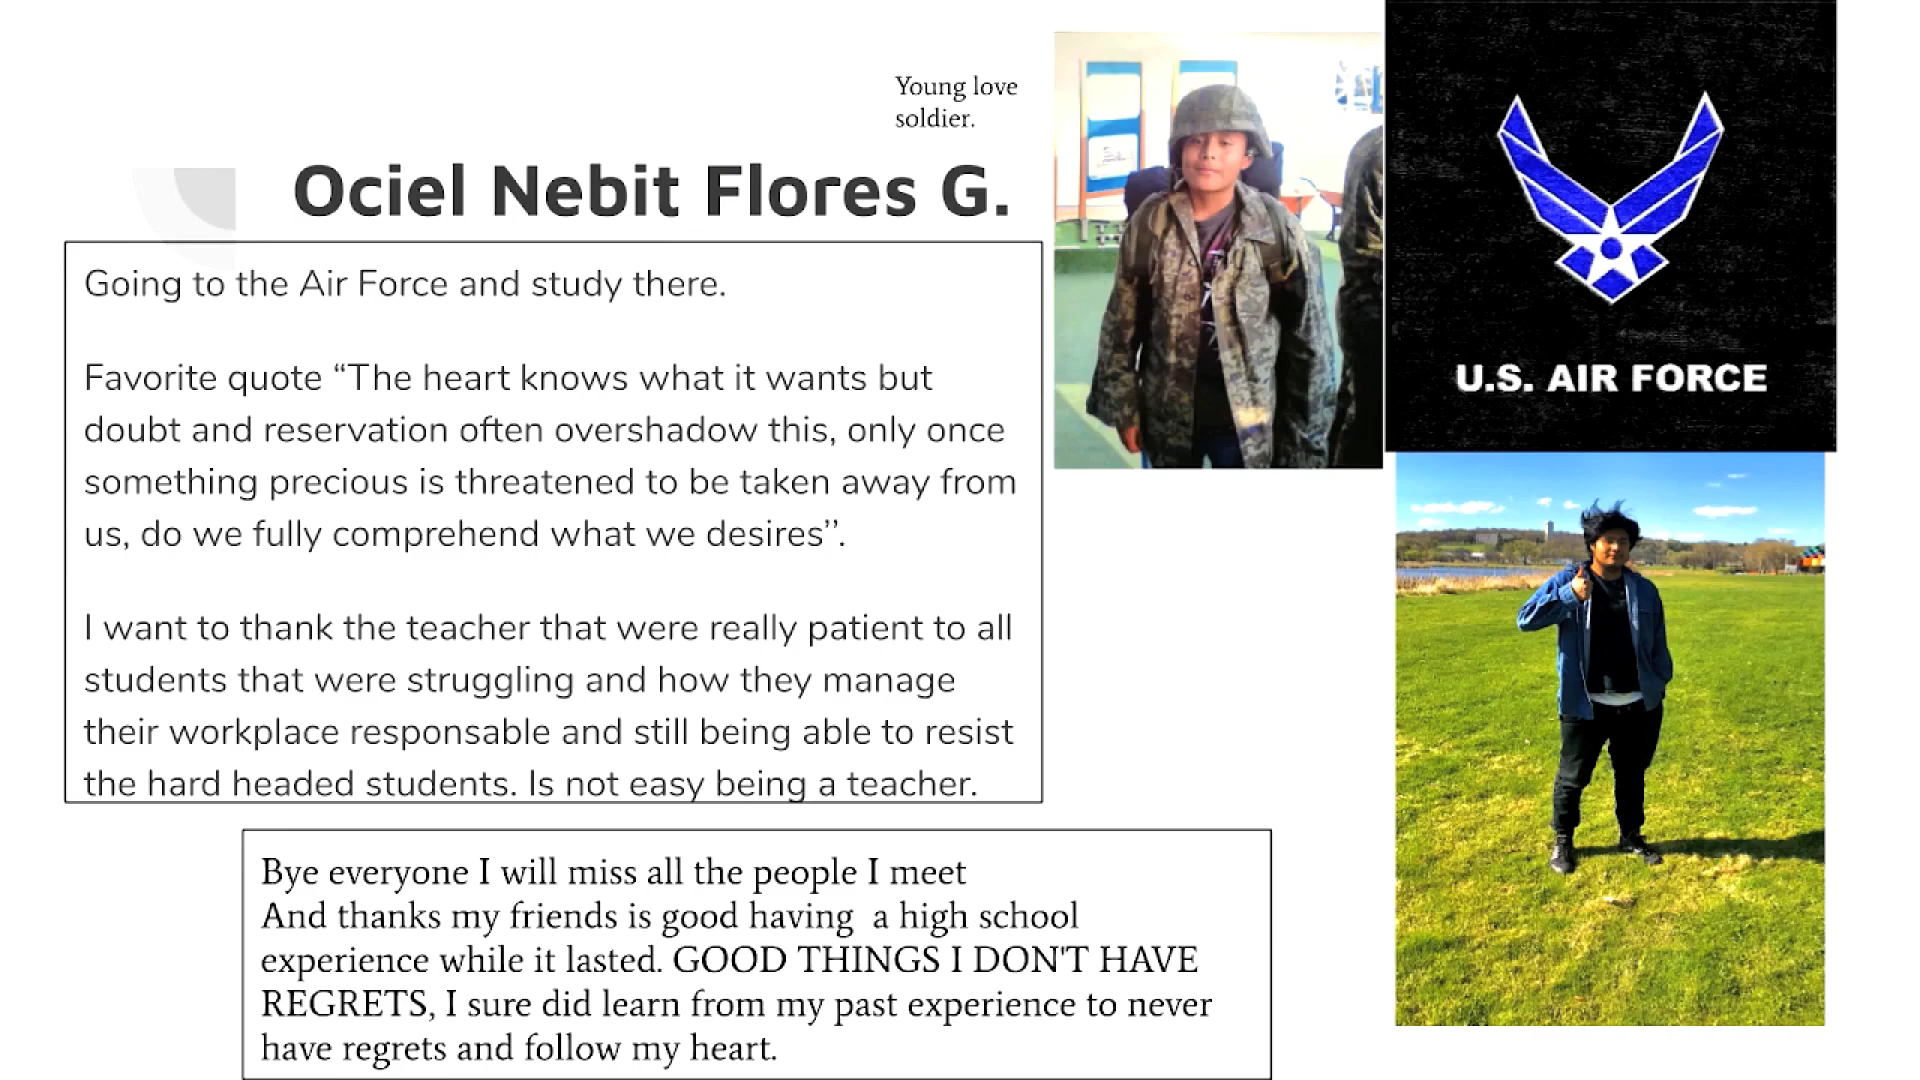 Young love
soldier.
Ociel Nebit Flores G.
Going to the Air Force and study there.
Favorite quote “The heart knows what it wants but
doubt and reservation often overshadow this, only once
something precious is threatened to be taken away from
us, do we fully comprehend what we desires’’.
I want to thank the teacher that were really patient to all
students that were struggling and how they manage
their workplace responsable and still being able to resist
the hard headed students. Is not easy being a teacher.
Bye everyone I will miss all the people I meet
And thanks my friends is good having  a high school
experience while it lasted. GOOD THINGS I DON'T HAVE
REGRETS, I sure did learn from my past experience to never
have regrets and follow my heart.
U.S. AIR FORCE